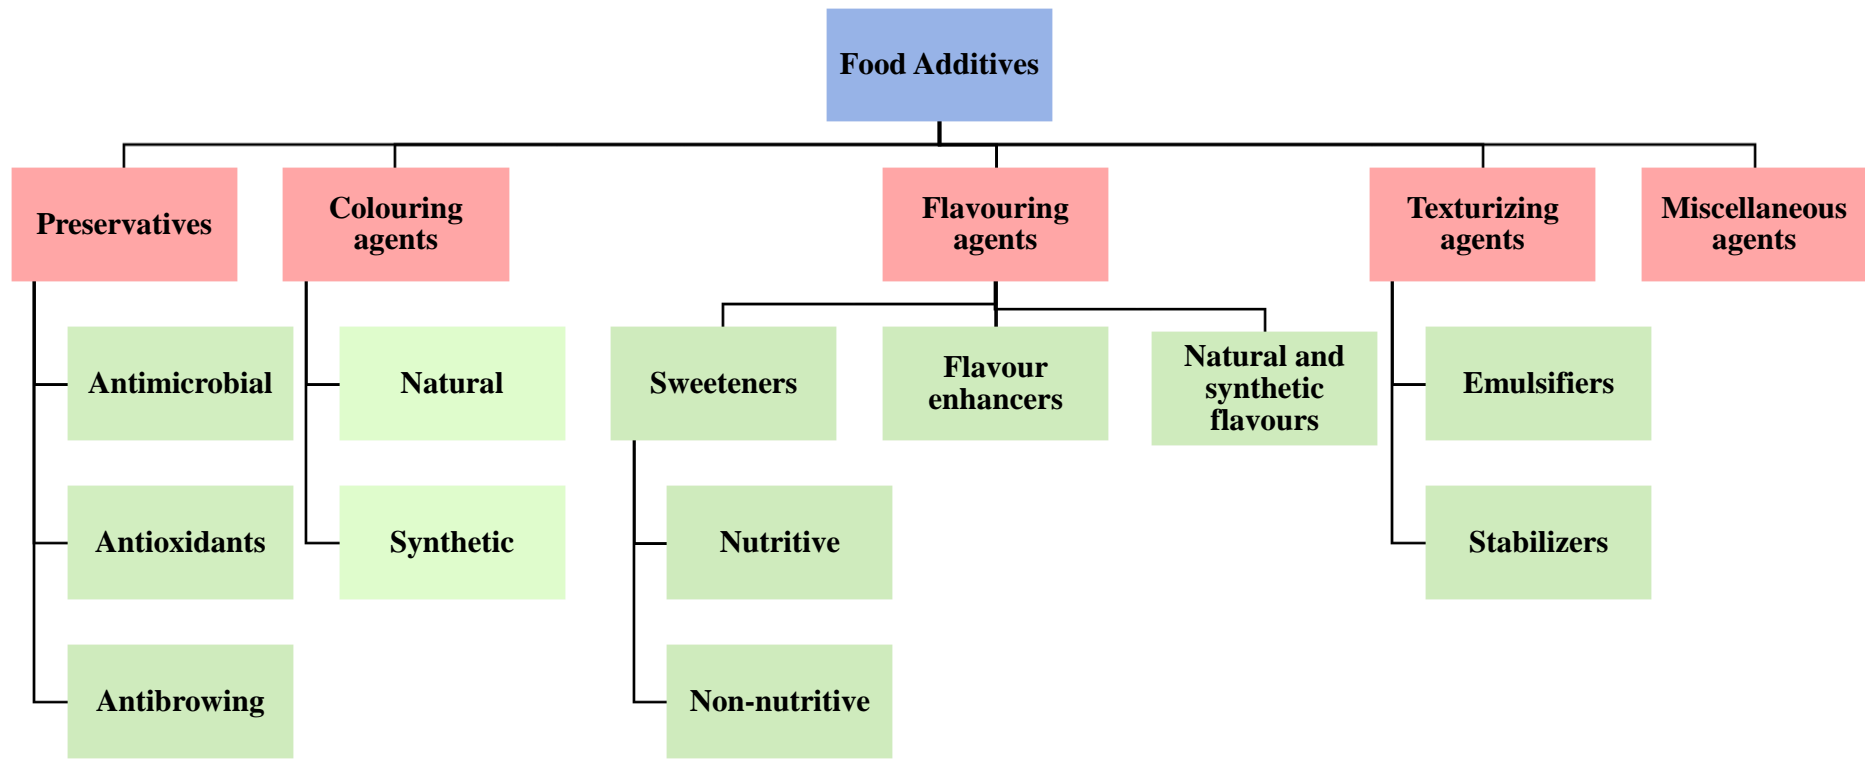 Food Additives
Preservatives
Colouring
agents
Flavouring
agents
Texturizing
agents
Miscellaneous
agents
Antimicrobial
Natural
Sweeteners
Flavour
enhancers
Natural and
synthetic
flavours
Emulsifiers
Antioxidants
Synthetic
Nutritive
Stabilizers
Antibrowing
Non-nutritive